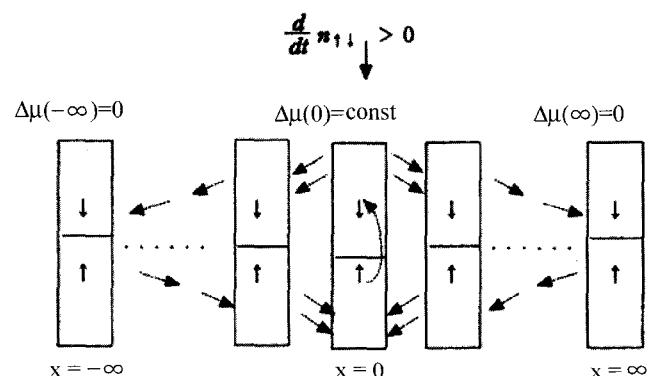 d/dt n↑↓ > 0
Δμ(−∞)=0 Δμ(0)=const Δμ(∞)=0
↓ ↓ ↓ ↓ ↓
↑ ↑ ↑ ↑ ↑
x = −∞ x = 0 x = ∞